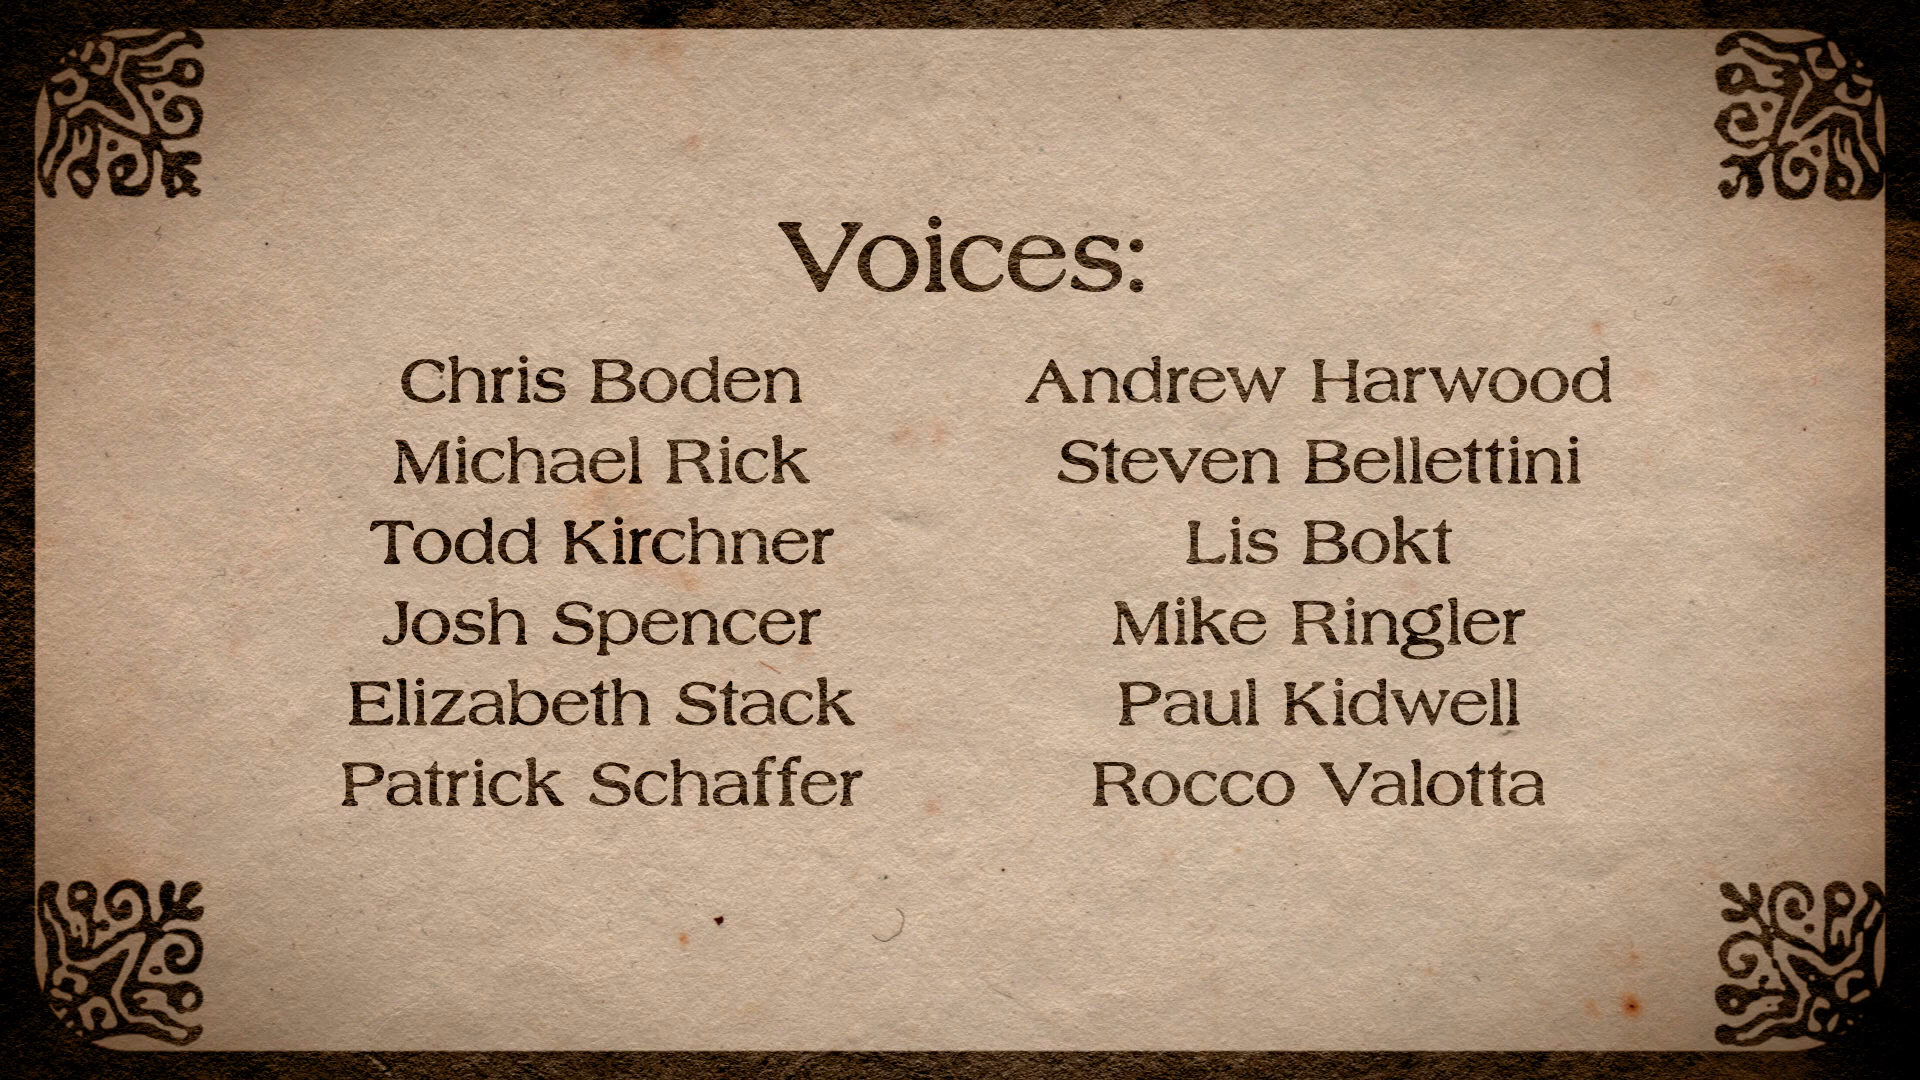 Voices:
Chris Boden
Michael Rick
Todd Kirchner
Josh Spencer
Elizabeth Stack
Patrick Schaffer
Andrew Harwood
Steven Bellettini
Lis Bokt
Mike Ringler
Paul Kidwell
Rocco Valotta